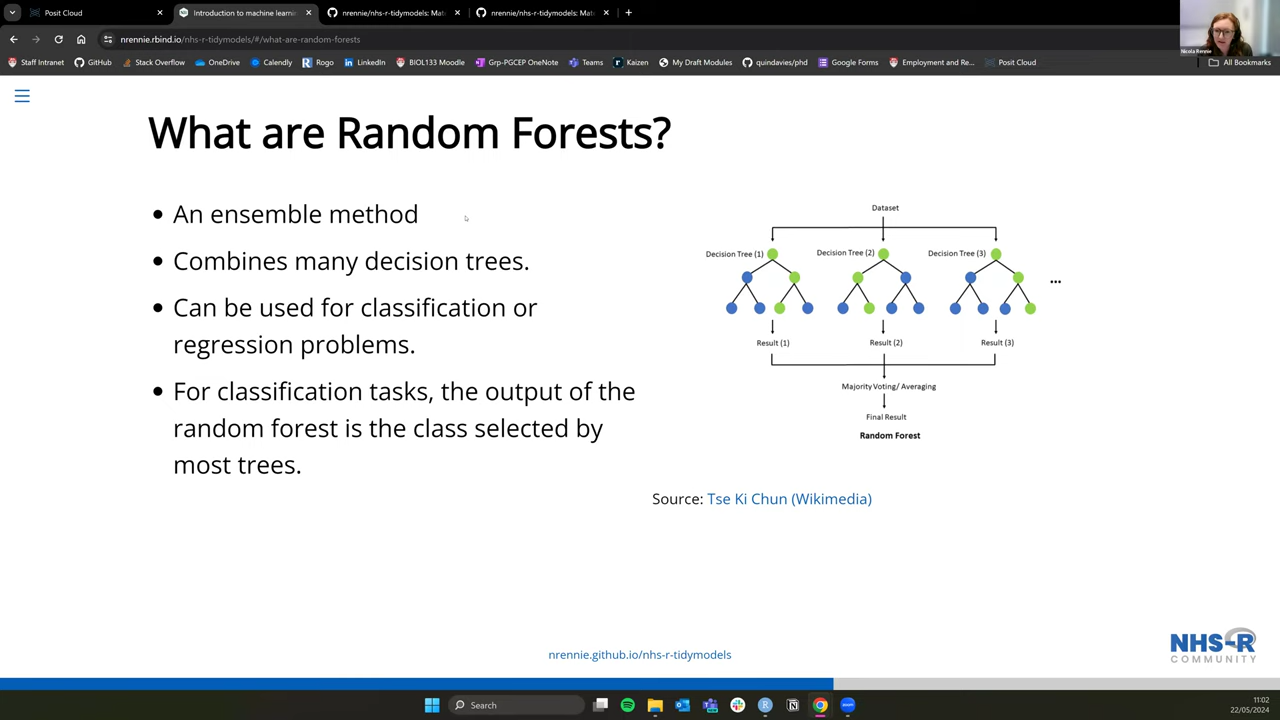 Posit Cloud
Introduction to machine learni
nrennie/nhs-r-tidymodels: Mat
nrennie/nhs-r-tidymodels: Mat
nrennie.rbind.io/nhs-r-tidymodels/#/what-are-random-forests
Nicola Rennie
Staff Intranet
GitHub
Stack Overflow
OneDrive
Calendly
Rogo
LinkedIn
BIOL133 Moodle
Grp-PGCEP OneNote
Teams
Kaizen
My Draft Modules
quindavies/phd
Google Forms
Employment and Re...
Posit Cloud
All Bookmarks
What are Random Forests?
• An ensemble method
• Combines many decision trees.
• Can be used for classification or
regression problems.
• For classification tasks, the output of the
random forest is the class selected by
most trees.
Dataset
Decision Tree (1)
Decision Tree (2)
Decision Tree (3)
...
Result (1)
Result (2)
Result (3)
Majority Voting/ Averaging
Final Result
Random Forest
Source: Tse Ki Chun (Wikimedia)
NHS-R
COMMUNITY
nrennie.github.io/nhs-r-tidymodels
Search
11:02
22/05/2024